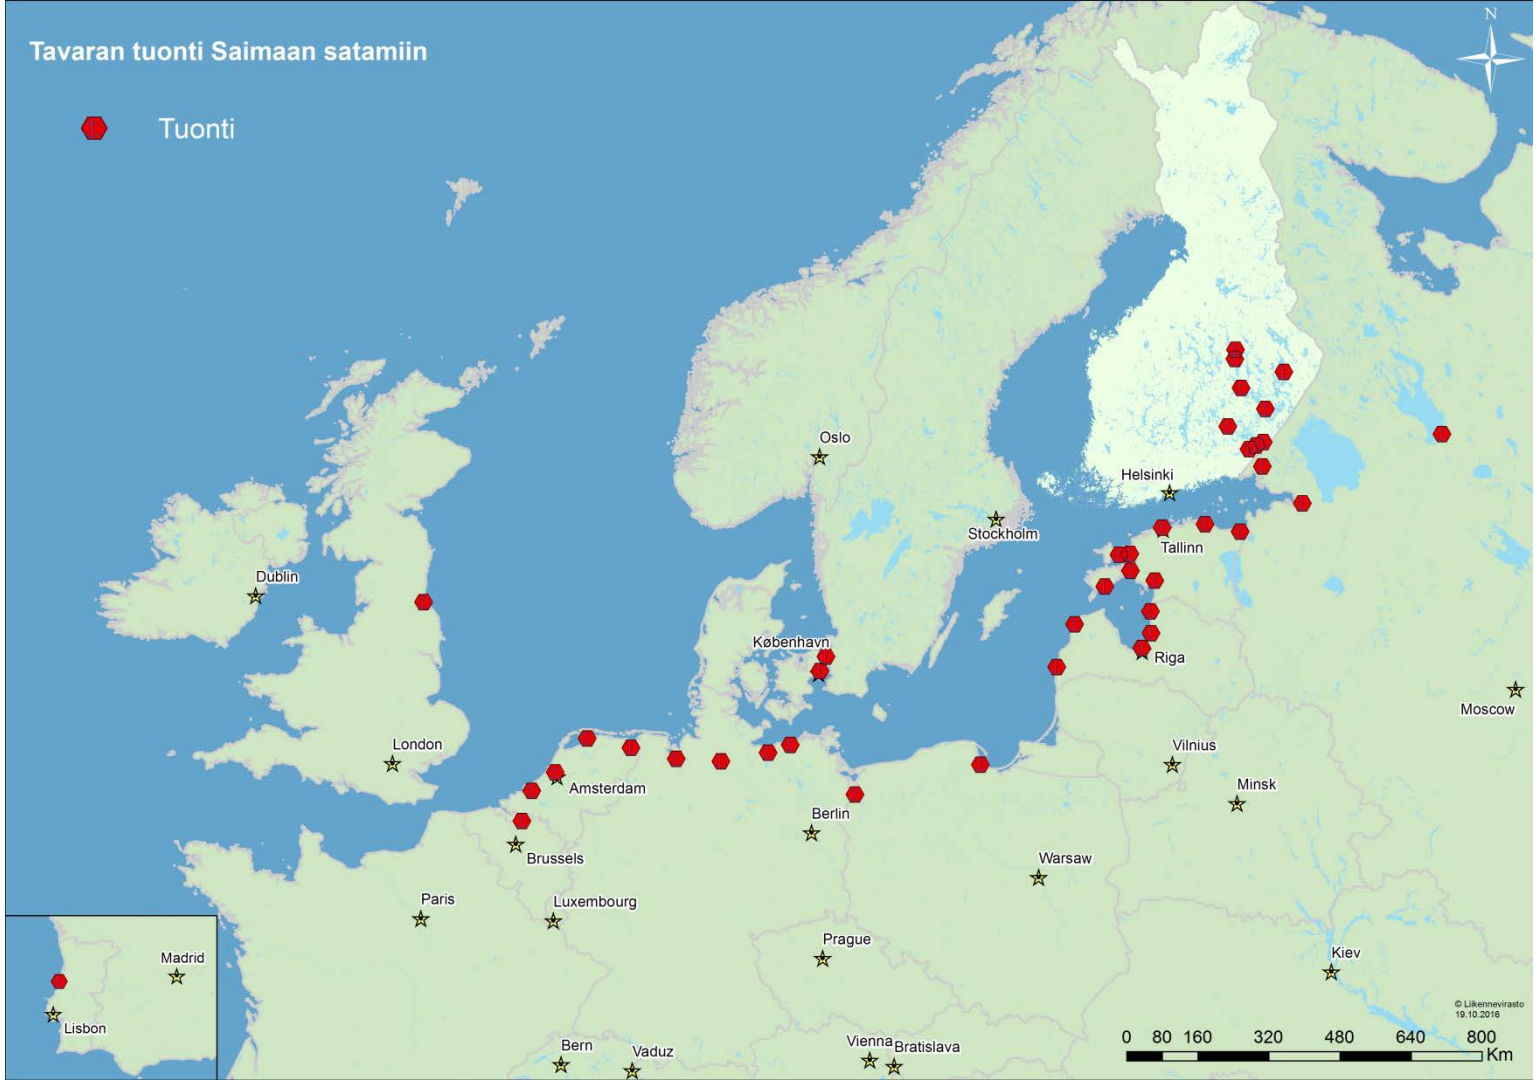 Tavaran tuonti Saimaan satamiin
N
Tuonti
Oslo
Helsinki
Stockholm
Tallinn
Dublin
København
Riga
Moscow
London
Vilnius
Amsterdam
Minsk
Berlin
Brussels
Warsaw
Paris
Luxembourg
Prague
Madrid
Kiev
Lisbon
© Liikennevirasto
19.10.2016
Bern
Vaduz
Vienna
Bratislava
0 80 160 320 480 640 800
Km